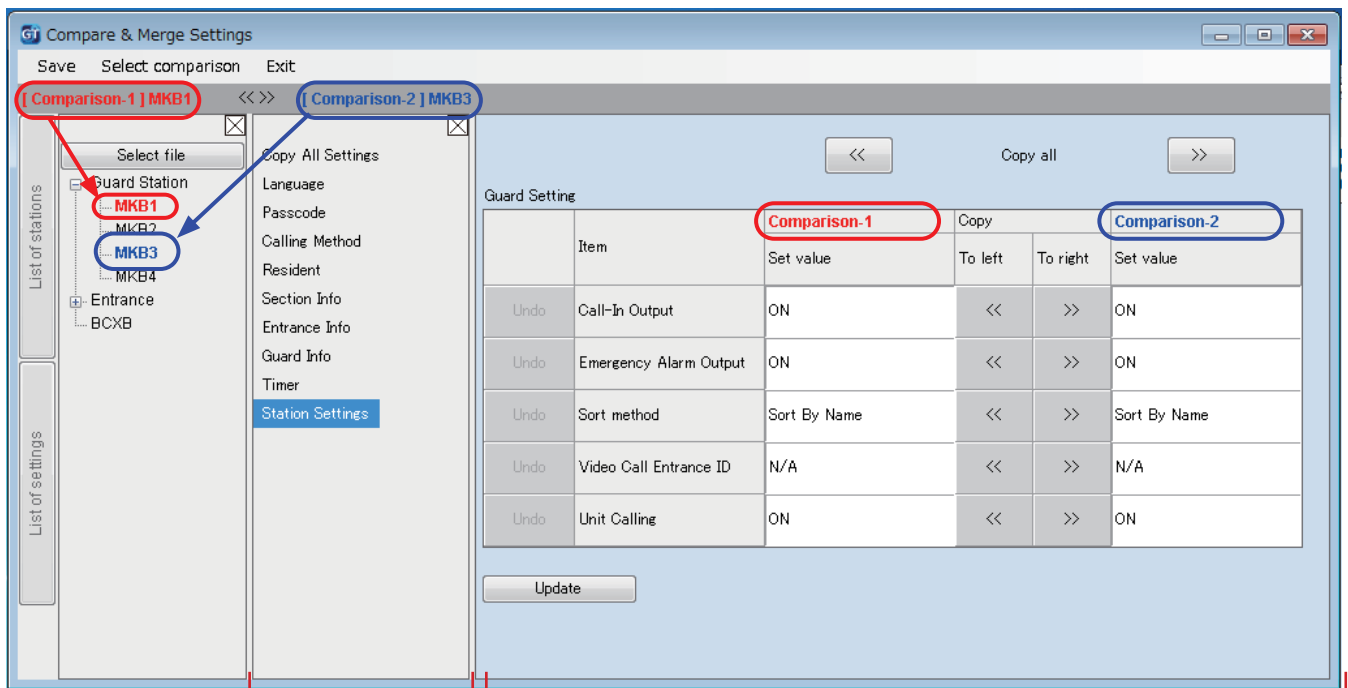 GT Compare & Merge Settings
Save Select comparison Exit
[ Comparison-1 ] MKB1 << >> [ Comparison-2 ] MKB3
List of stations
List of settings
Select file
Guard Station
MKB1
MKB2
MKB3
MKB4
Entrance
BCXB
Copy All Settings
Language
Passcode
Calling Method
Resident
Section Info
Entrance Info
Guard Info
Timer
Station Settings
<< Copy all >>
Guard Setting
Item Comparison-1 Copy Comparison-2
Set value To left To right Set value
Undo Call-In Output ON << >> ON
Undo Emergency Alarm Output ON << >> ON
Undo Sort method Sort By Name << >> Sort By Name
Undo Video Call Entrance ID N/A << >> N/A
Undo Unit Calling ON << >> ON
Update